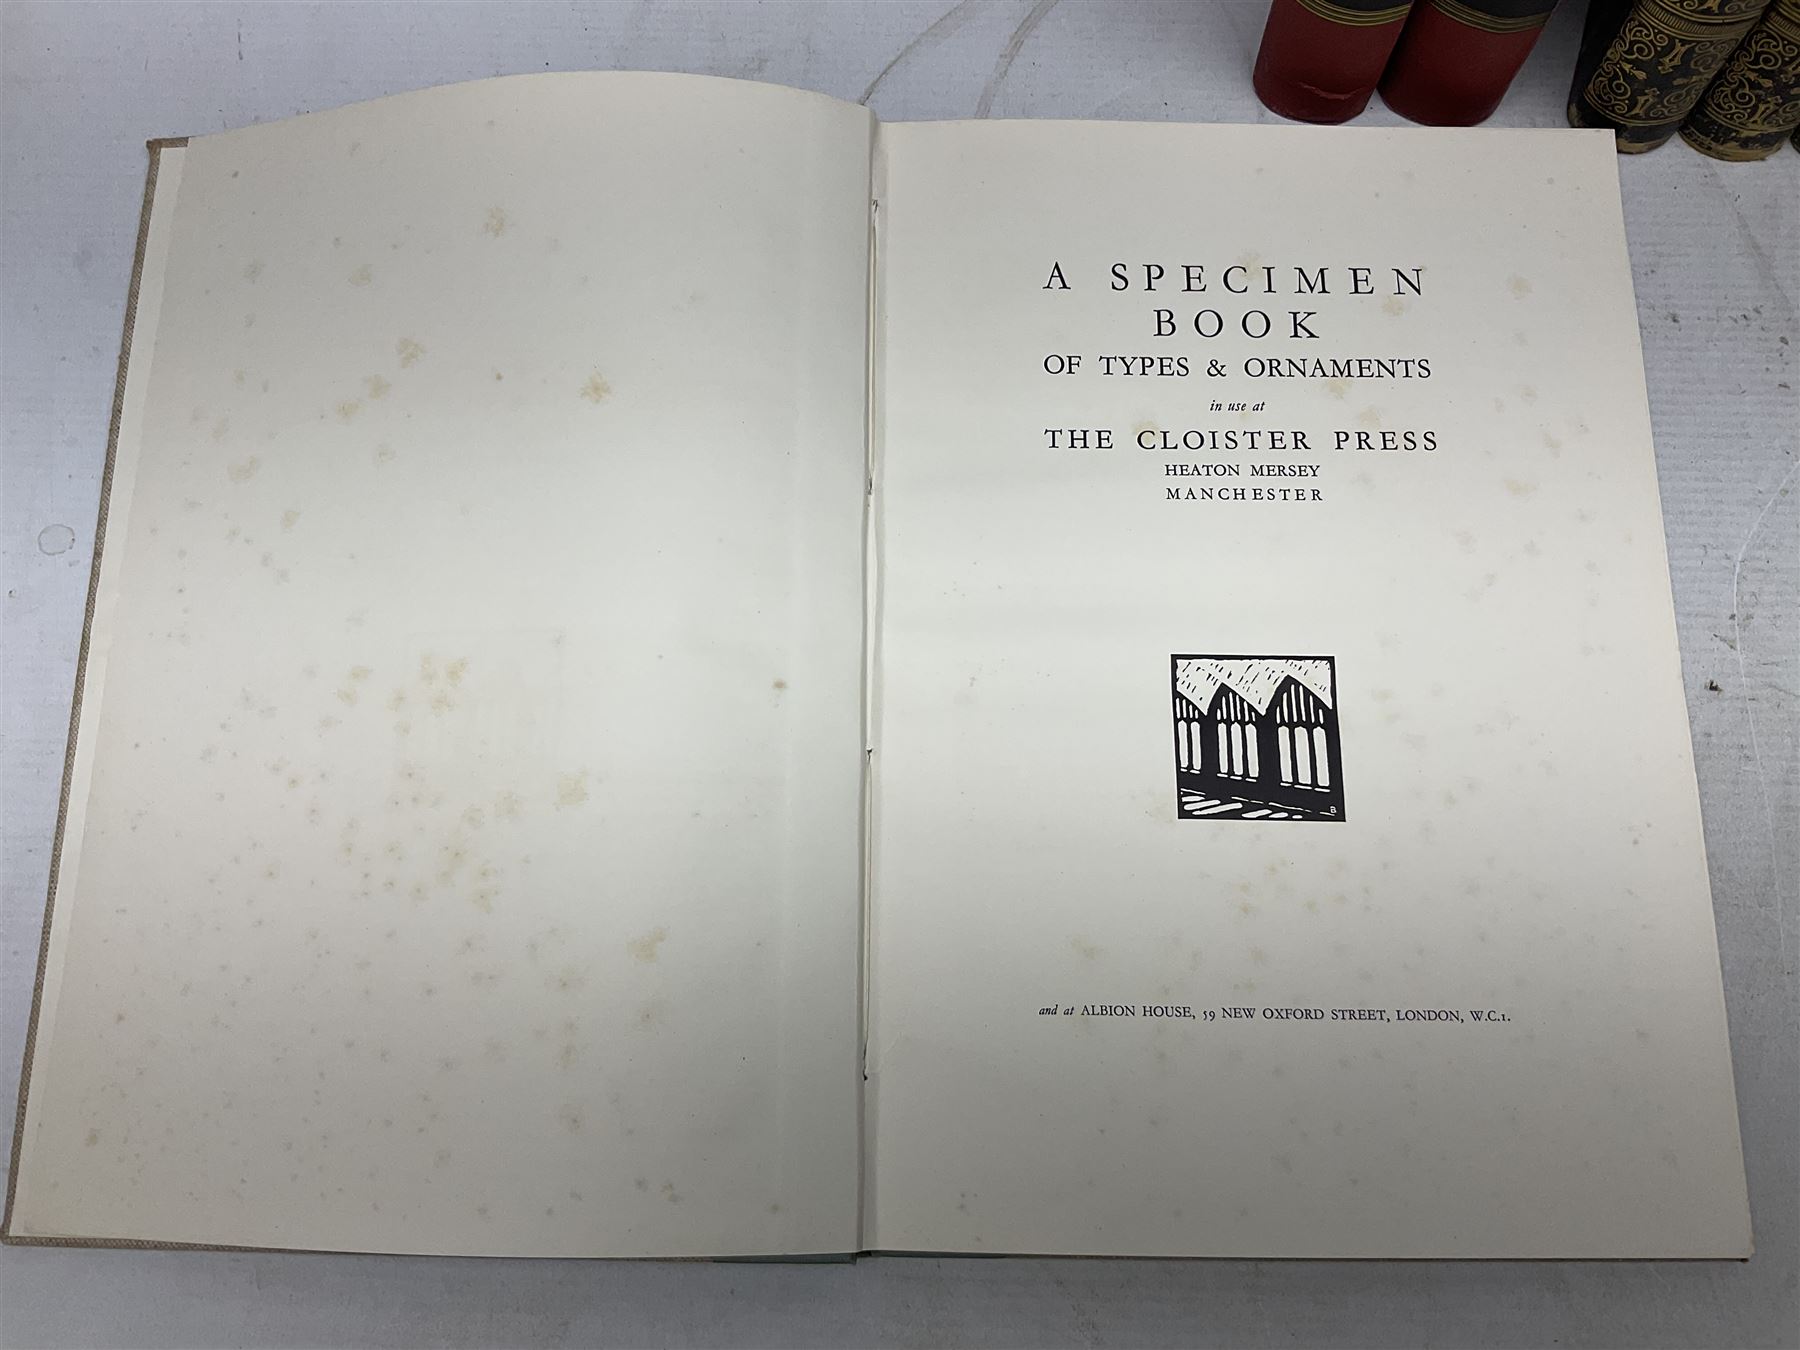 A SPECIMEN
BOOK
OF TYPES & ORNAMENTS
in use at
THE CLOISTER PRESS
HEATON MERSEY
MANCHESTER
B
and at ALBION HOUSE, 59 NEW OXFORD STREET, LONDON, W.C.1.